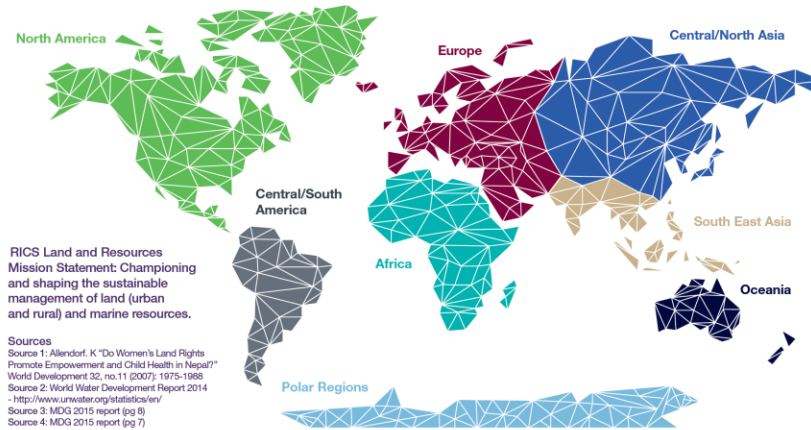 North America
Europe
Central/North Asia
Central/South
America
South East Asia
Africa
Oceania
Polar Regions
RICS Land and Resources
Mission Statement: Championing
and shaping the sustainable
management of land (urban
and rural) and marine resources.
Sources
Source 1: Allendorf. K “Do Women’s Land Rights
Promote Empowerment and Child Health in Nepal?”
World Development 32, no.11 (2007): 1975-1988
Source 2: World Water Development Report 2014
- http://www.unwater.org/statistics/en/
Source 3: MDG 2015 report (pg 8)
Source 4: MDG 2015 report (pg 7)